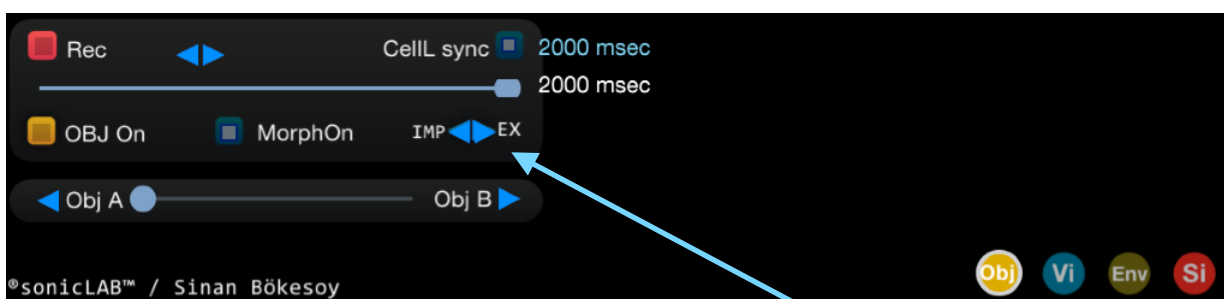 Rec CellL sync 2000 msec
2000 msec
OBJ On MorphOn IMP EX
Obj A Obj B
®sonicLAB™ / Sinan Bökesoy
Obj Vi Env Si